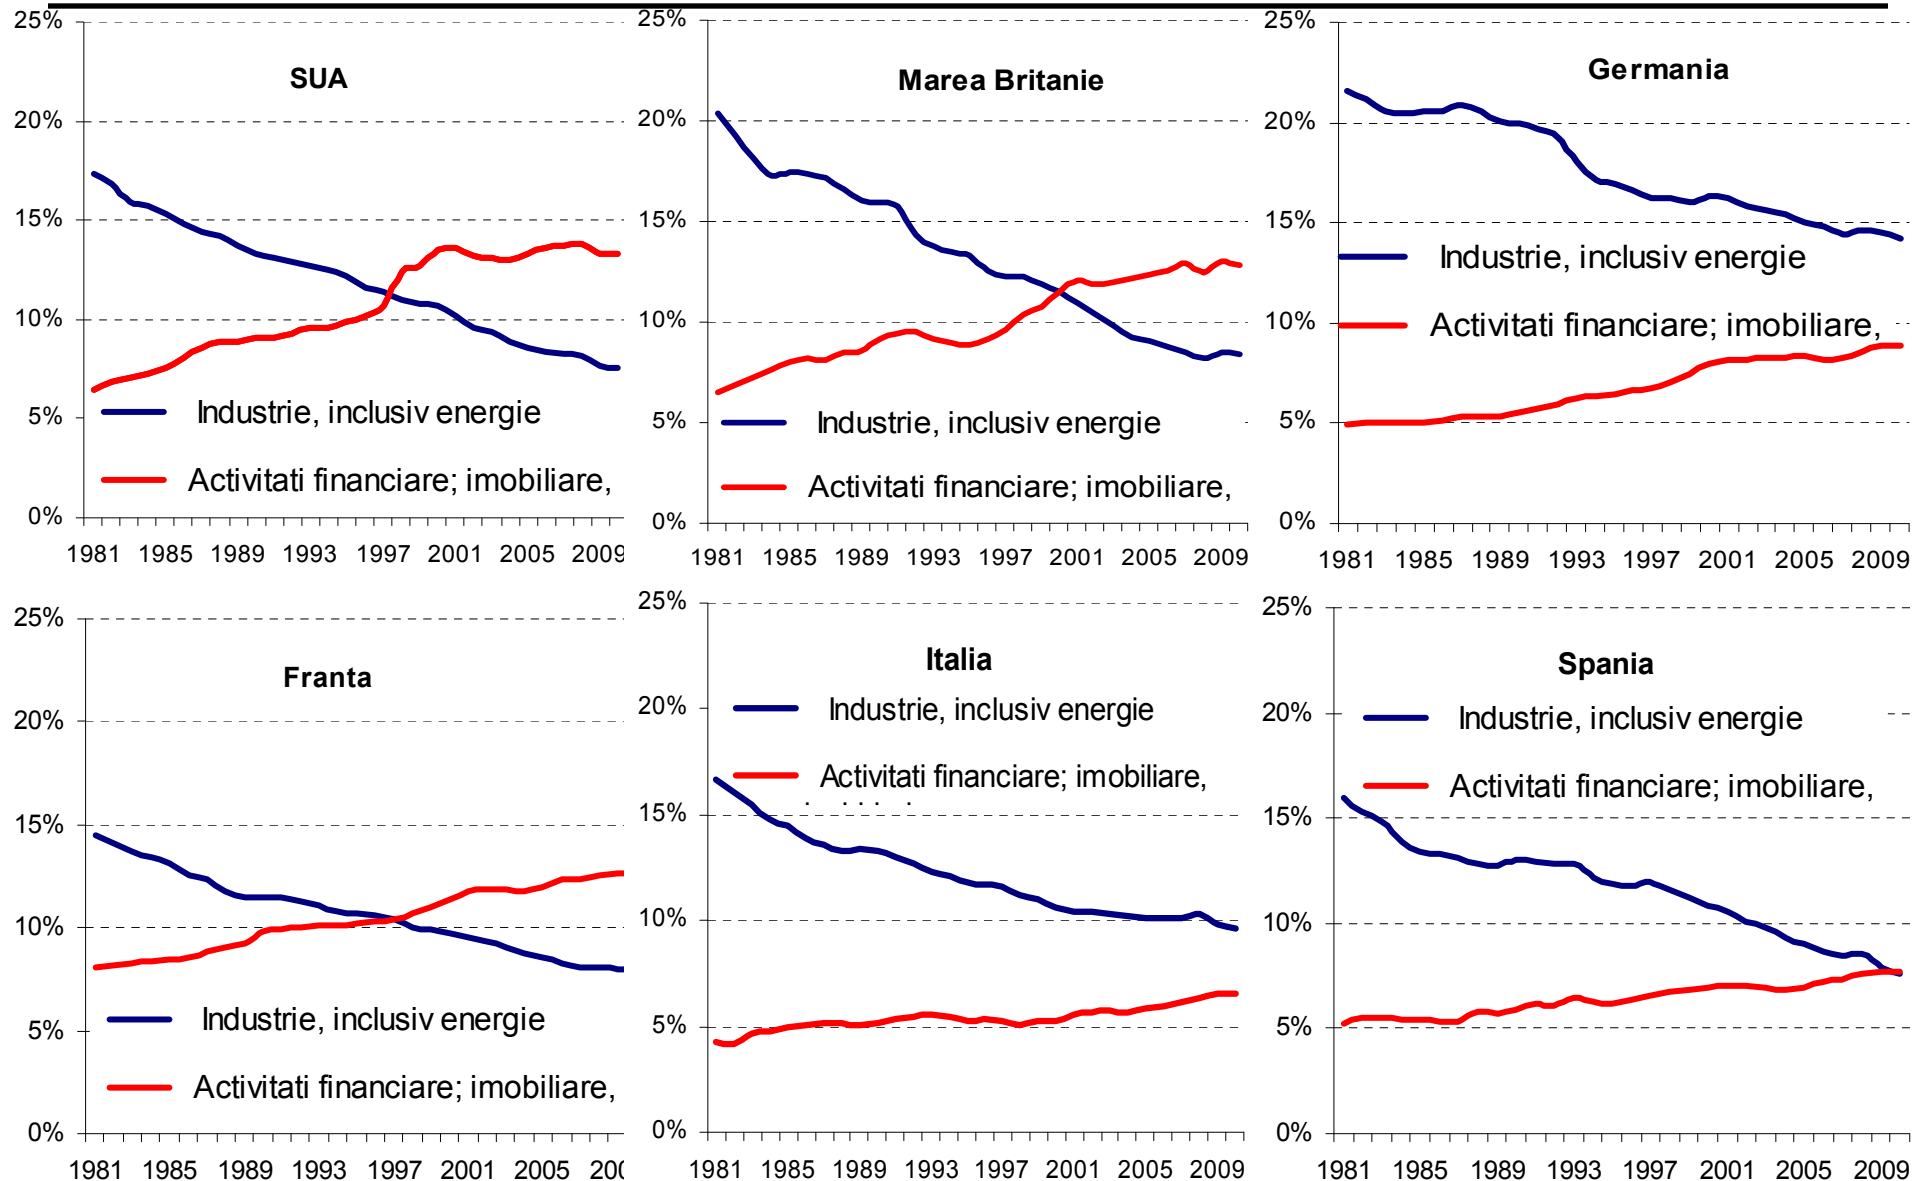 SUA
25%
20%
15%
10%
5%
0%
Industrie, inclusiv energie
Activitati financiare; imobiliare,
1981 1985 1989 1993 1997 2001 2005 2009
Marea Britanie
25%
20%
15%
10%
5%
0%
Industrie, inclusiv energie
Activitati financiare; imobiliare,
1981 1985 1989 1993 1997 2001 2005 2009
Germania
25%
20%
15%
10%
5%
0%
Industrie, inclusiv energie
Activitati financiare; imobiliare,
1981 1985 1989 1993 1997 2001 2005 2009
Franta
25%
20%
15%
10%
5%
0%
Industrie, inclusiv energie
Activitati financiare; imobiliare,
1981 1985 1989 1993 1997 2001 2005
Italia
25%
20%
15%
10%
5%
0%
Industrie, inclusiv energie
Activitati financiare; imobiliare,
1981 1985 1989 1993 1997 2001 2005 2009
Spania
25%
20%
15%
10%
5%
0%
Industrie, inclusiv energie
Activitati financiare; imobiliare,
1981 1985 1989 1993 1997 2001 2005 2009